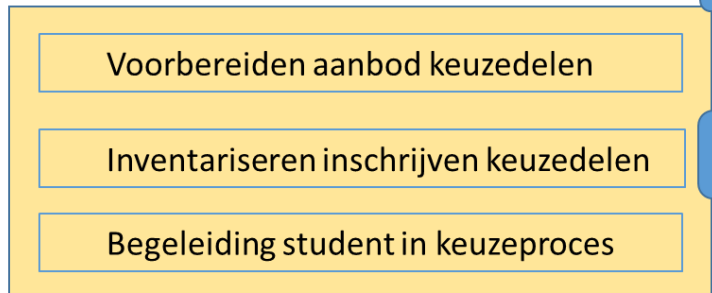 Voorbereiden aanbod keuzedelen
Inventariseren inschrijven keuzedelen
Begeleiding student in keuzeproces